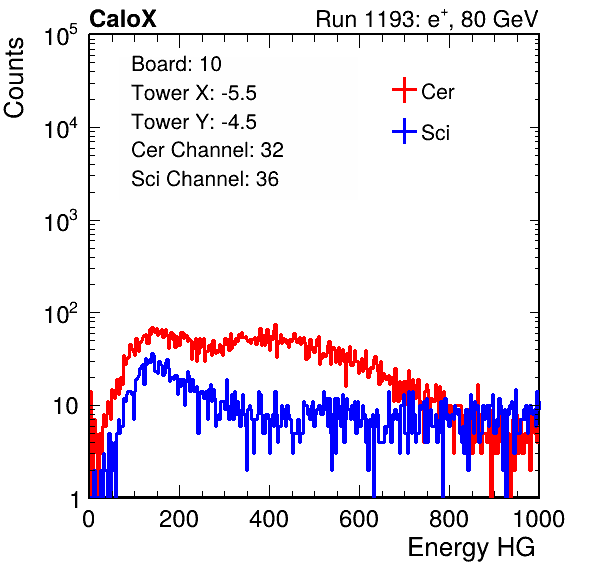 CaloX Run 1193: e⁺, 80 GeV
Counts
Board: 10
Tower X: -5.5
Tower Y: -4.5
Cer Channel: 32
Sci Channel: 36
Cer
Sci
10⁵
10⁴
10³
10²
10
1
0 200 400 600 800 1000
Energy HG